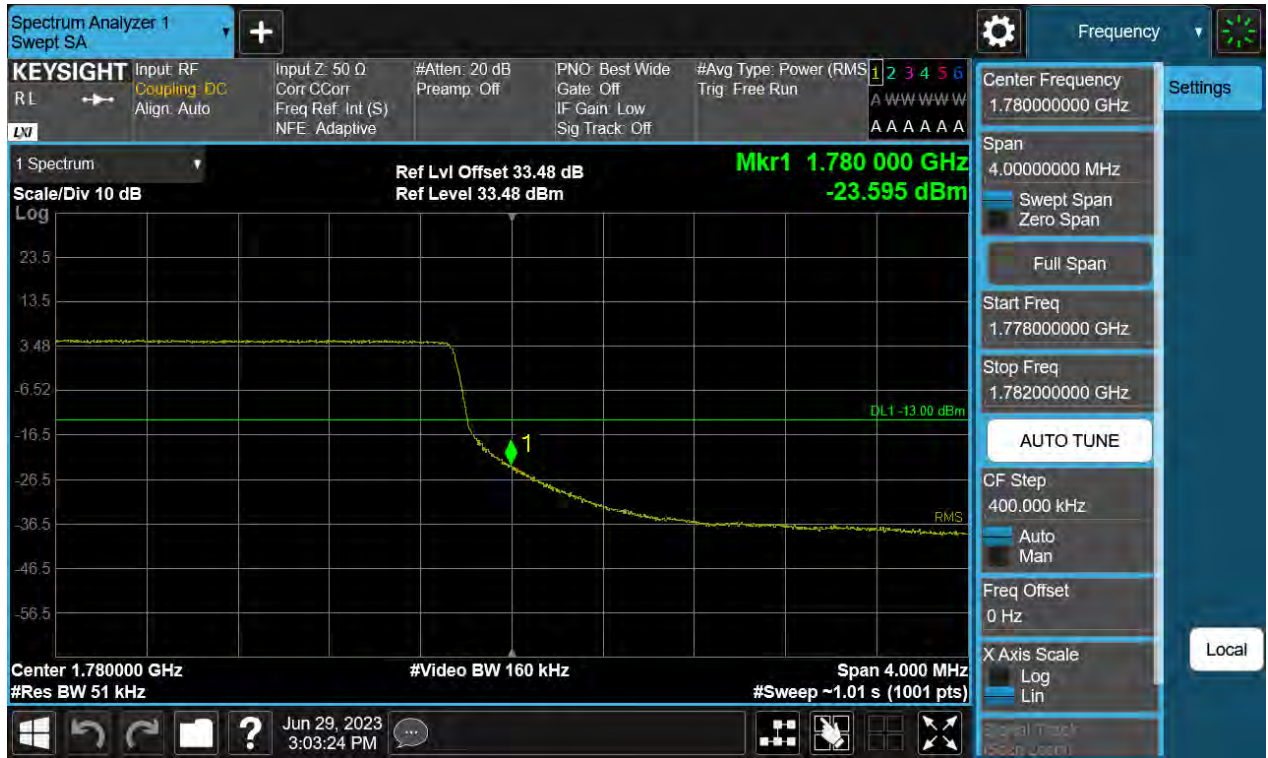 Spectrum Analyzer 1
Swept SA
+
Frequency
KEYSIGHT
RL
LXI
Input: RF
Coupling: DC
Align: Auto
Input Z: 50 Ω
Corr CCorr
Freq Ref: Int (S)
NFE: Adaptive
#Atten: 20 dB
Preamp: Off
PNO: Best Wide
Gate: Off
IF Gain: Low
Sig Track: Off
#Avg Type: Power (RMS
Trig: Free Run
1 2 3 4 5 6
A W W W W W
A A A A A A
1 Spectrum
Scale/Div 10 dB
Log
Ref Lvl Offset 33.48 dB
Ref Level 33.48 dBm
Mkr1 1.780 000 GHz
-23.595 dBm
23.5
13.5
3.48
-6.52
-16.5
-26.5
-36.5
-46.5
-56.5
DL1 -13.00 dBm
1
RMS
Center 1.780000 GHz
#Res BW 51 kHz
#Video BW 160 kHz
Span 4.000 MHz
#Sweep ~1.01 s (1001 pts)
Center Frequency
1.780000000 GHz
Span
4.00000000 MHz
Swept Span
Zero Span
Full Span
Start Freq
1.778000000 GHz
Stop Freq
1.782000000 GHz
AUTO TUNE
CF Step
400.000 kHz
Auto
Man
Freq Offset
0 Hz
X Axis Scale
Log
Lin
Signal Track
(Span Zoom)
Settings
Local
?
Jun 29, 2023
3:03:24 PM